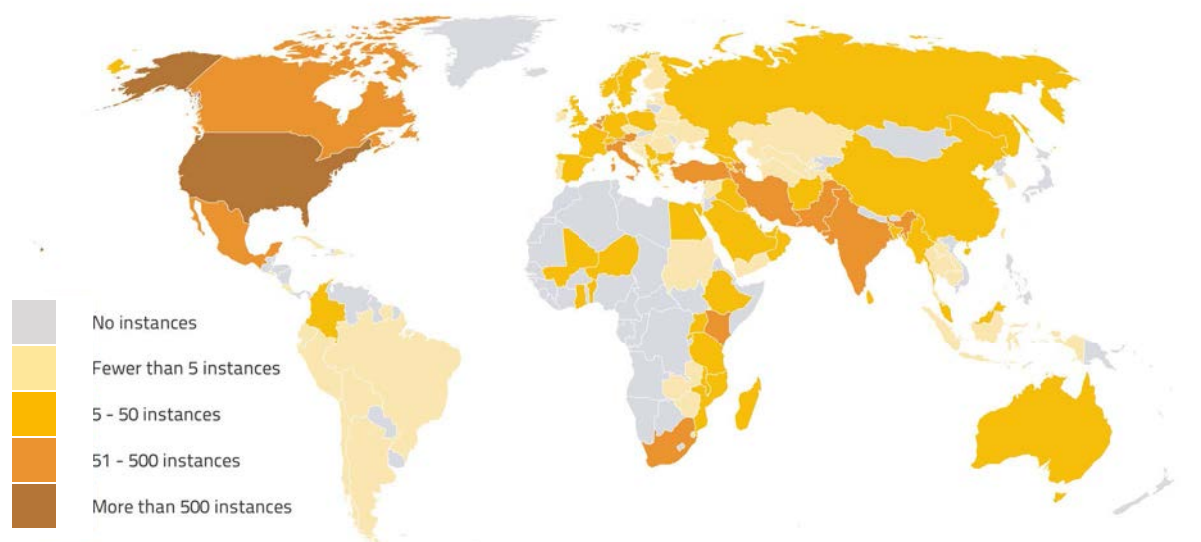 No instances
Fewer than 5 instances
5 - 50 instances
51 - 500 instances
More than 500 instances